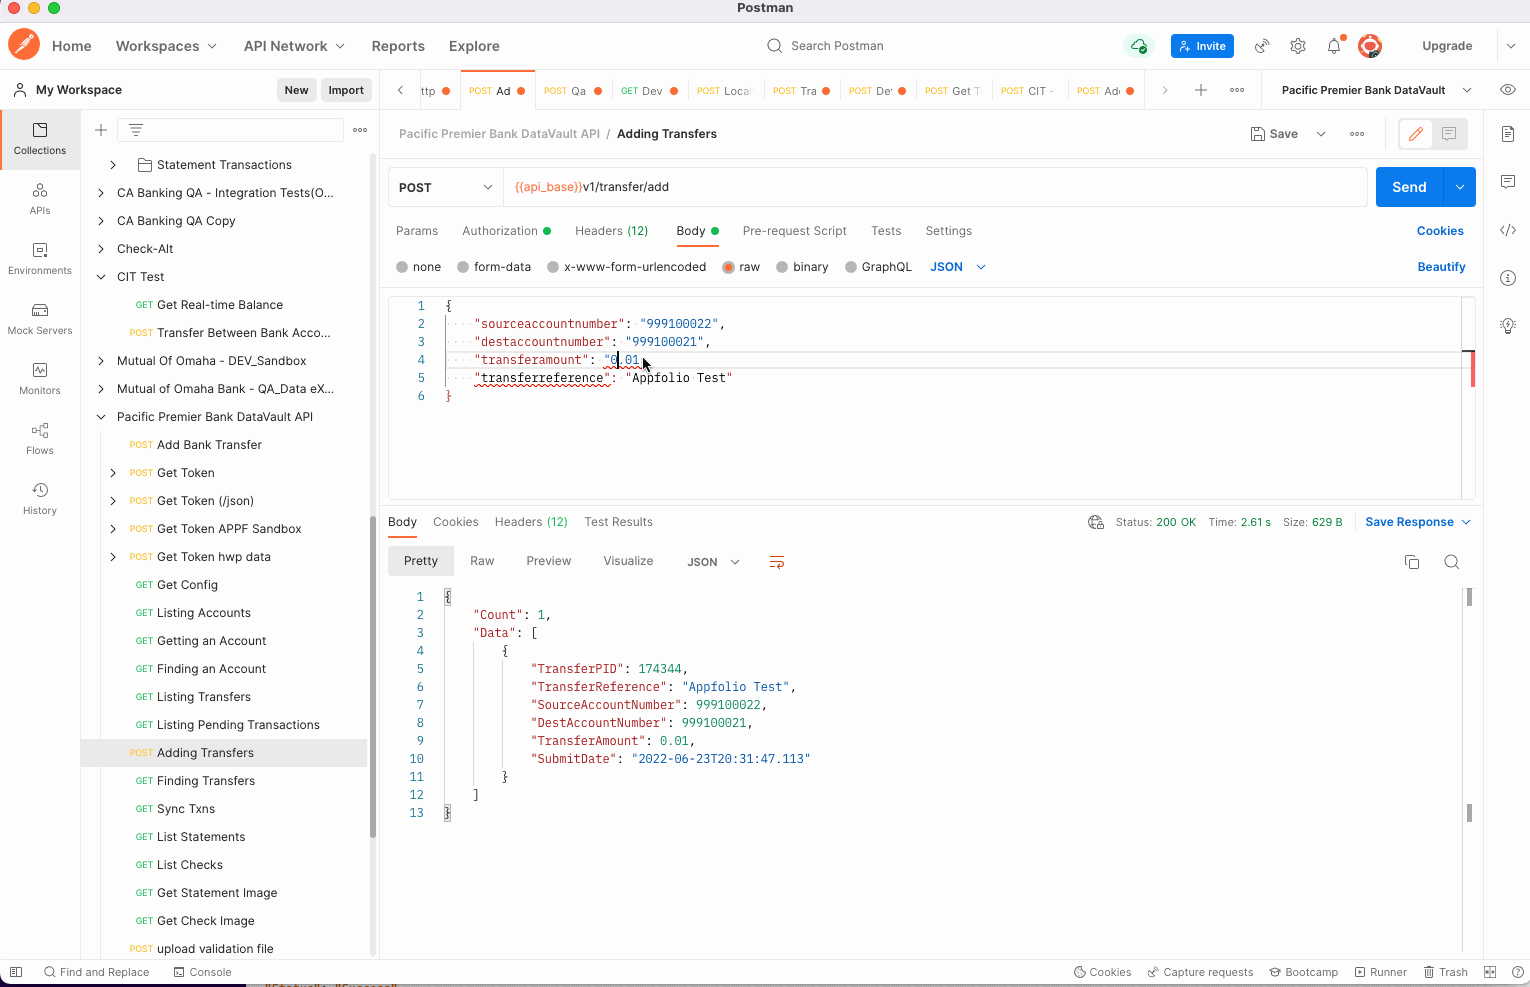 Postman
Home Workspaces API Network Reports Explore Search Postman Invite Upgrade
My Workspace New Import
ttp POST Ad POST Qa GET Dev POST Loca POST Tra POST De POST Get T POST CIT - POST Ad Pacific Premier Bank DataVault
Pacific Premier Bank DataVault API / Adding Transfers Save
POST {{api_base}}v1/transfer/add Send
Params Authorization Headers (12) Body Pre-request Script Tests Settings Cookies
none form-data x-www-form-urlencoded raw binary GraphQL JSON Beautify
1 {
2 "sourceaccountnumber": "999100022",
3 "destaccountnumber": "999100021",
4 "transferamount": "0.01
5 "transferreference": "Appfolio Test"
6 }
Body Cookies Headers (12) Test Results Status: 200 OK Time: 2.61 s Size: 629 B Save Response
Pretty Raw Preview Visualize JSON
1 {
2 "Count": 1,
3 "Data": [
4 {
5 "TransferPID": 174344,
6 "TransferReference": "Appfolio Test",
7 "SourceAccountNumber": 999100022,
8 "DestAccountNumber": 999100021,
9 "TransferAmount": 0.01,
10 "SubmitDate": "2022-06-23T20:31:47.113"
11 }
12 ]
13 }
Collections
APIs
Environments
Mock Servers
Monitors
Flows
History
Statement Transactions
CA Banking QA - Integration Tests(O...
CA Banking QA Copy
Check-Alt
CIT Test
GET Get Real-time Balance
POST Transfer Between Bank Acco...
Mutual Of Omaha - DEV_Sandbox
Mutual of Omaha Bank - QA_Data eX...
Pacific Premier Bank DataVault API
POST Add Bank Transfer
POST Get Token
POST Get Token (/json)
POST Get Token APPF Sandbox
POST Get Token hwp data
GET Get Config
GET Listing Accounts
GET Getting an Account
GET Finding an Account
GET Listing Transfers
GET Listing Pending Transactions
POST Adding Transfers
GET Finding Transfers
GET Sync Txns
GET List Statements
GET List Checks
GET Get Statement Image
GET Get Check Image
POST upload validation file
Find and Replace Console Cookies Capture requests Bootcamp Runner Trash